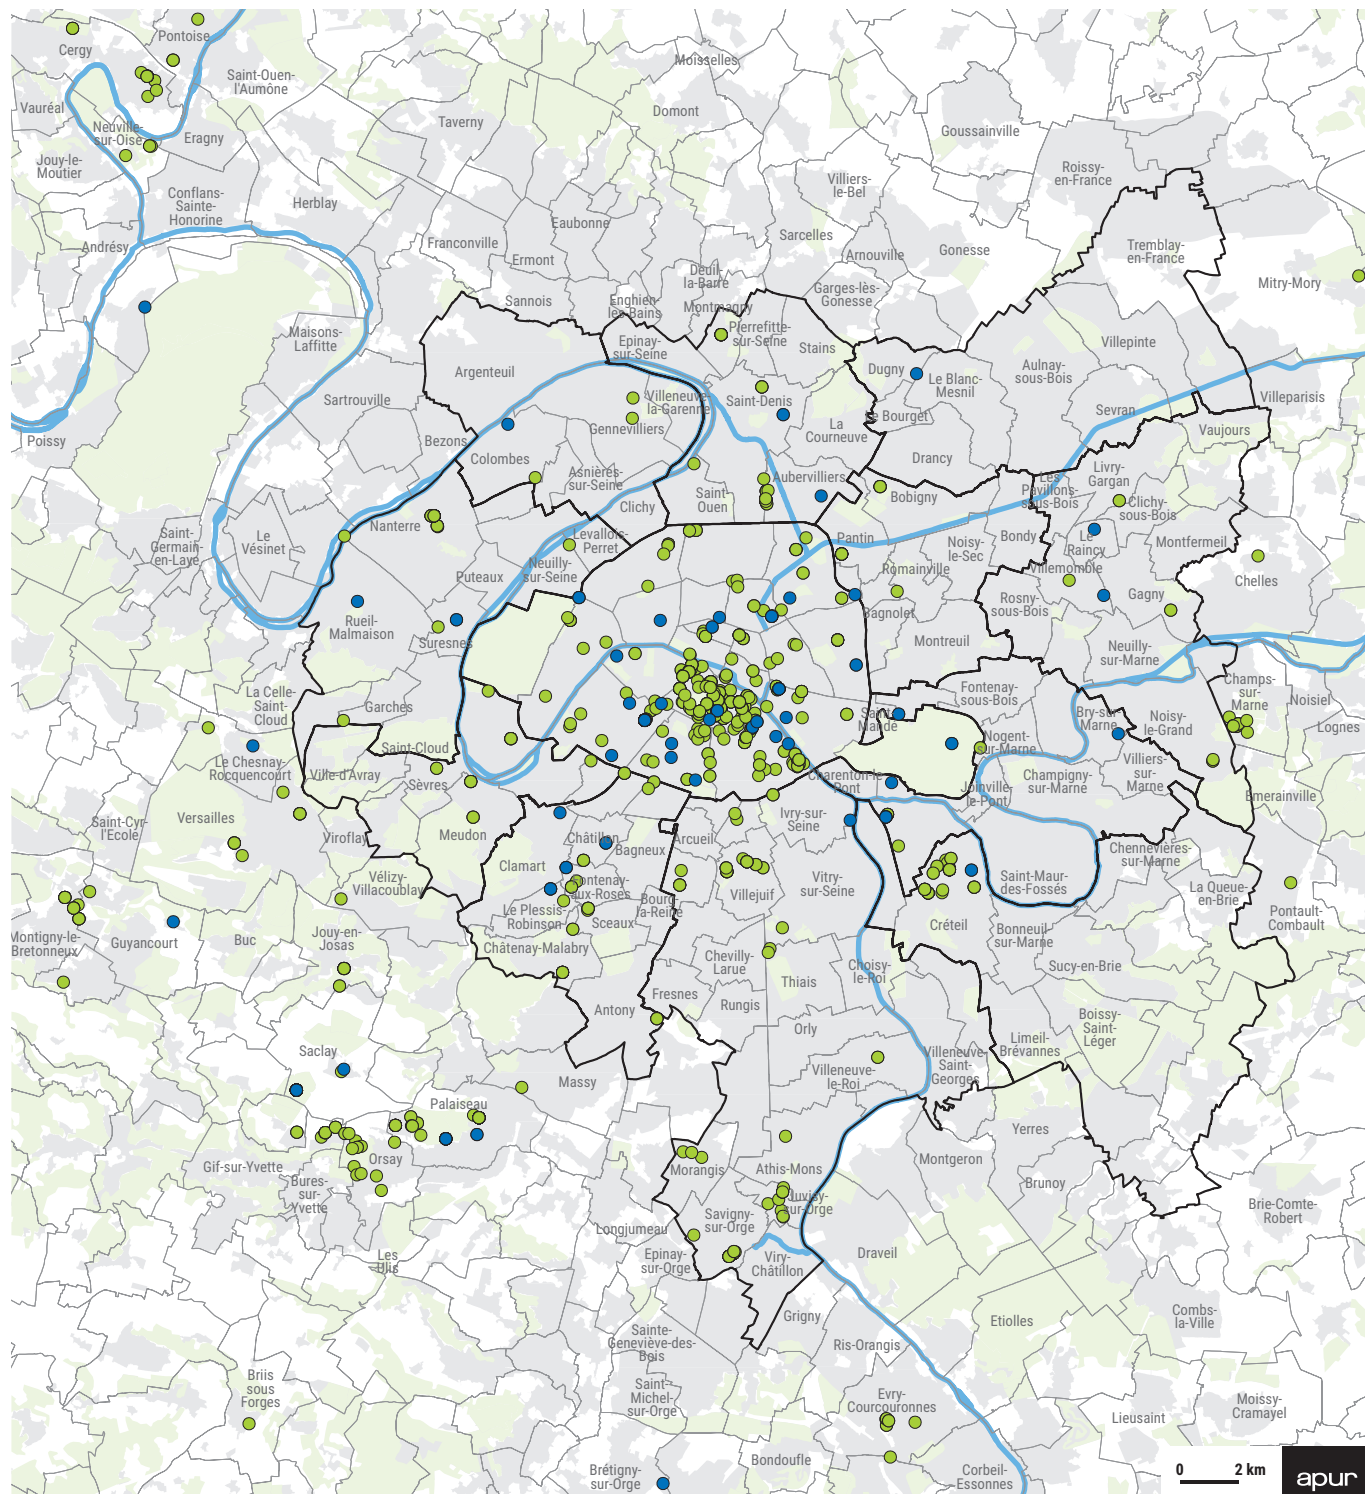 Cergy
Pontoise
Saint-Ouen-
l'Aumône
Vauréal
Neuville-
sur-Oise
Eragny
Jouy-le-
Moutier
Conflans-
Sainte-
Honorine
Herblay
Andrésy
Taverny
Moisselles
Domont
Goussainville
Roissy-
en-France
Villiers-
le-Bel
Eaubonne
Franconville
Ermont
Sarcelles
Arnouville
Gonesse
Tremblay-
en-France
Mitry-Mory
Deuil-
la-Barre
Garges-lès-
Gonesse
Sannois
Enghien-
les-Bains
Montmagny
Maisons-
Laffitte
Epinay-
sur-Seine
Pierrefitte-
sur-Seine
Stains
Villepinte
Argenteuil
Dugny
Le Blanc-
Mesnil
Aulnay-
sous-Bois
Sartrouville
Villeneuve-
la-Garenne
Saint-Denis
Le Bourget
Sevran
Villeparisis
Poissy
Bezons
Gennevilliers
La
Courneuve
Vaujours
Colombes
Drancy
Asnières-
sur-Seine
Aubervilliers
Livry-
Gargan
Les
Pavillons-
sous-Bois
Bobigny
Clichy-
sous-Bois
Clichy
Saint-
Ouen
Nanterre
Saint-
Germain-
en-Laye
Le
Vésinet
Levallois-
Perret
Pantin
Noisy-
le-Sec
Bondy
Le
Raincy
Montfermeil
Puteaux
Neuilly-
sur-Seine
Romainville
Villemomble
Chelles
Rosny-
sous-Bois
Gagny
Rueil-
Malmaison
Suresnes
Bagnolet
Montreuil
Neuilly-
sur-Marne
La Celle-
Saint-
Cloud
Garches
Fontenay-
sous-Bois
Champs-
sur-
Marne
Noisiel
Saint-
Mandé
Bry-sur-
Marne
Noisy-
le-Grand
Lognes
Saint-Cloud
Nogent-
sur-Marne
Le Chesnay-
Rocquencourt
Ville-d'Avray
Sèvres
Charenton-le-
Pont
Joinville-
le-Pont
Champigny-
sur-Marne
Villiers-
sur-
Marne
Emerainville
Saint-Cyr-
l'Ecole
Versailles
Viroflay
Meudon
Châtillon
Bagneux
Arcueil
Ivry-sur-
Seine
Chennevières-
sur-Marne
Clamart
Vélizy-
Villacoublay
Fontenay-
aux-Roses
Bourg-
la-Reine
Villejuif
Vitry-
sur-Seine
Saint-Maur-
des-Fossés
La Queue-
en-Brie
Montigny-le-
Bretonneux
Guyancourt
Buc
Jouy-en-
Josas
Le Plessis-
Robinson
Sceaux
Châtenay-Malabry
Créteil
Bonneuil
sur-Marne
Pontault-
Combault
Chevilly-
Larue
Thiais
Choisy-
le-Roi
Sucy-en-Brie
Antony
Fresnes
Rungis
Orly
Boissy-
Saint-
Léger
Limeil-
Brévannes
Saclay
Massy
Villeneuve-
le-Roi
Villeneuve-
Saint-
Georges
Palaiseau
Yerres
Gif-sur-Yvette
Orsay
Morangis
Athis-Mons
Montgeron
Brunoy
Bures-
sur-
Yvette
Longjumeau
Savigny-
sur-Orge
Juvisy-
sur-Orge
Brie-Comte-
Robert
Les
Ulis
Epinay-
sur-Orge
Viry-
Châtillon
Draveil
Grigny
Etiolles
Combs-
la-Ville
Sainte-
Geneviève-des-
Bois
Ris-Orangis
Briis
sous
Forges
Saint-
Michel-
sur-Orge
Evry-
Courcouronnes
Lieusaint
Moissy-
Cramayel
Brétigny-
sur-Orge
Bondoufle
Corbeil-
Essonnes
0 2 km
apur